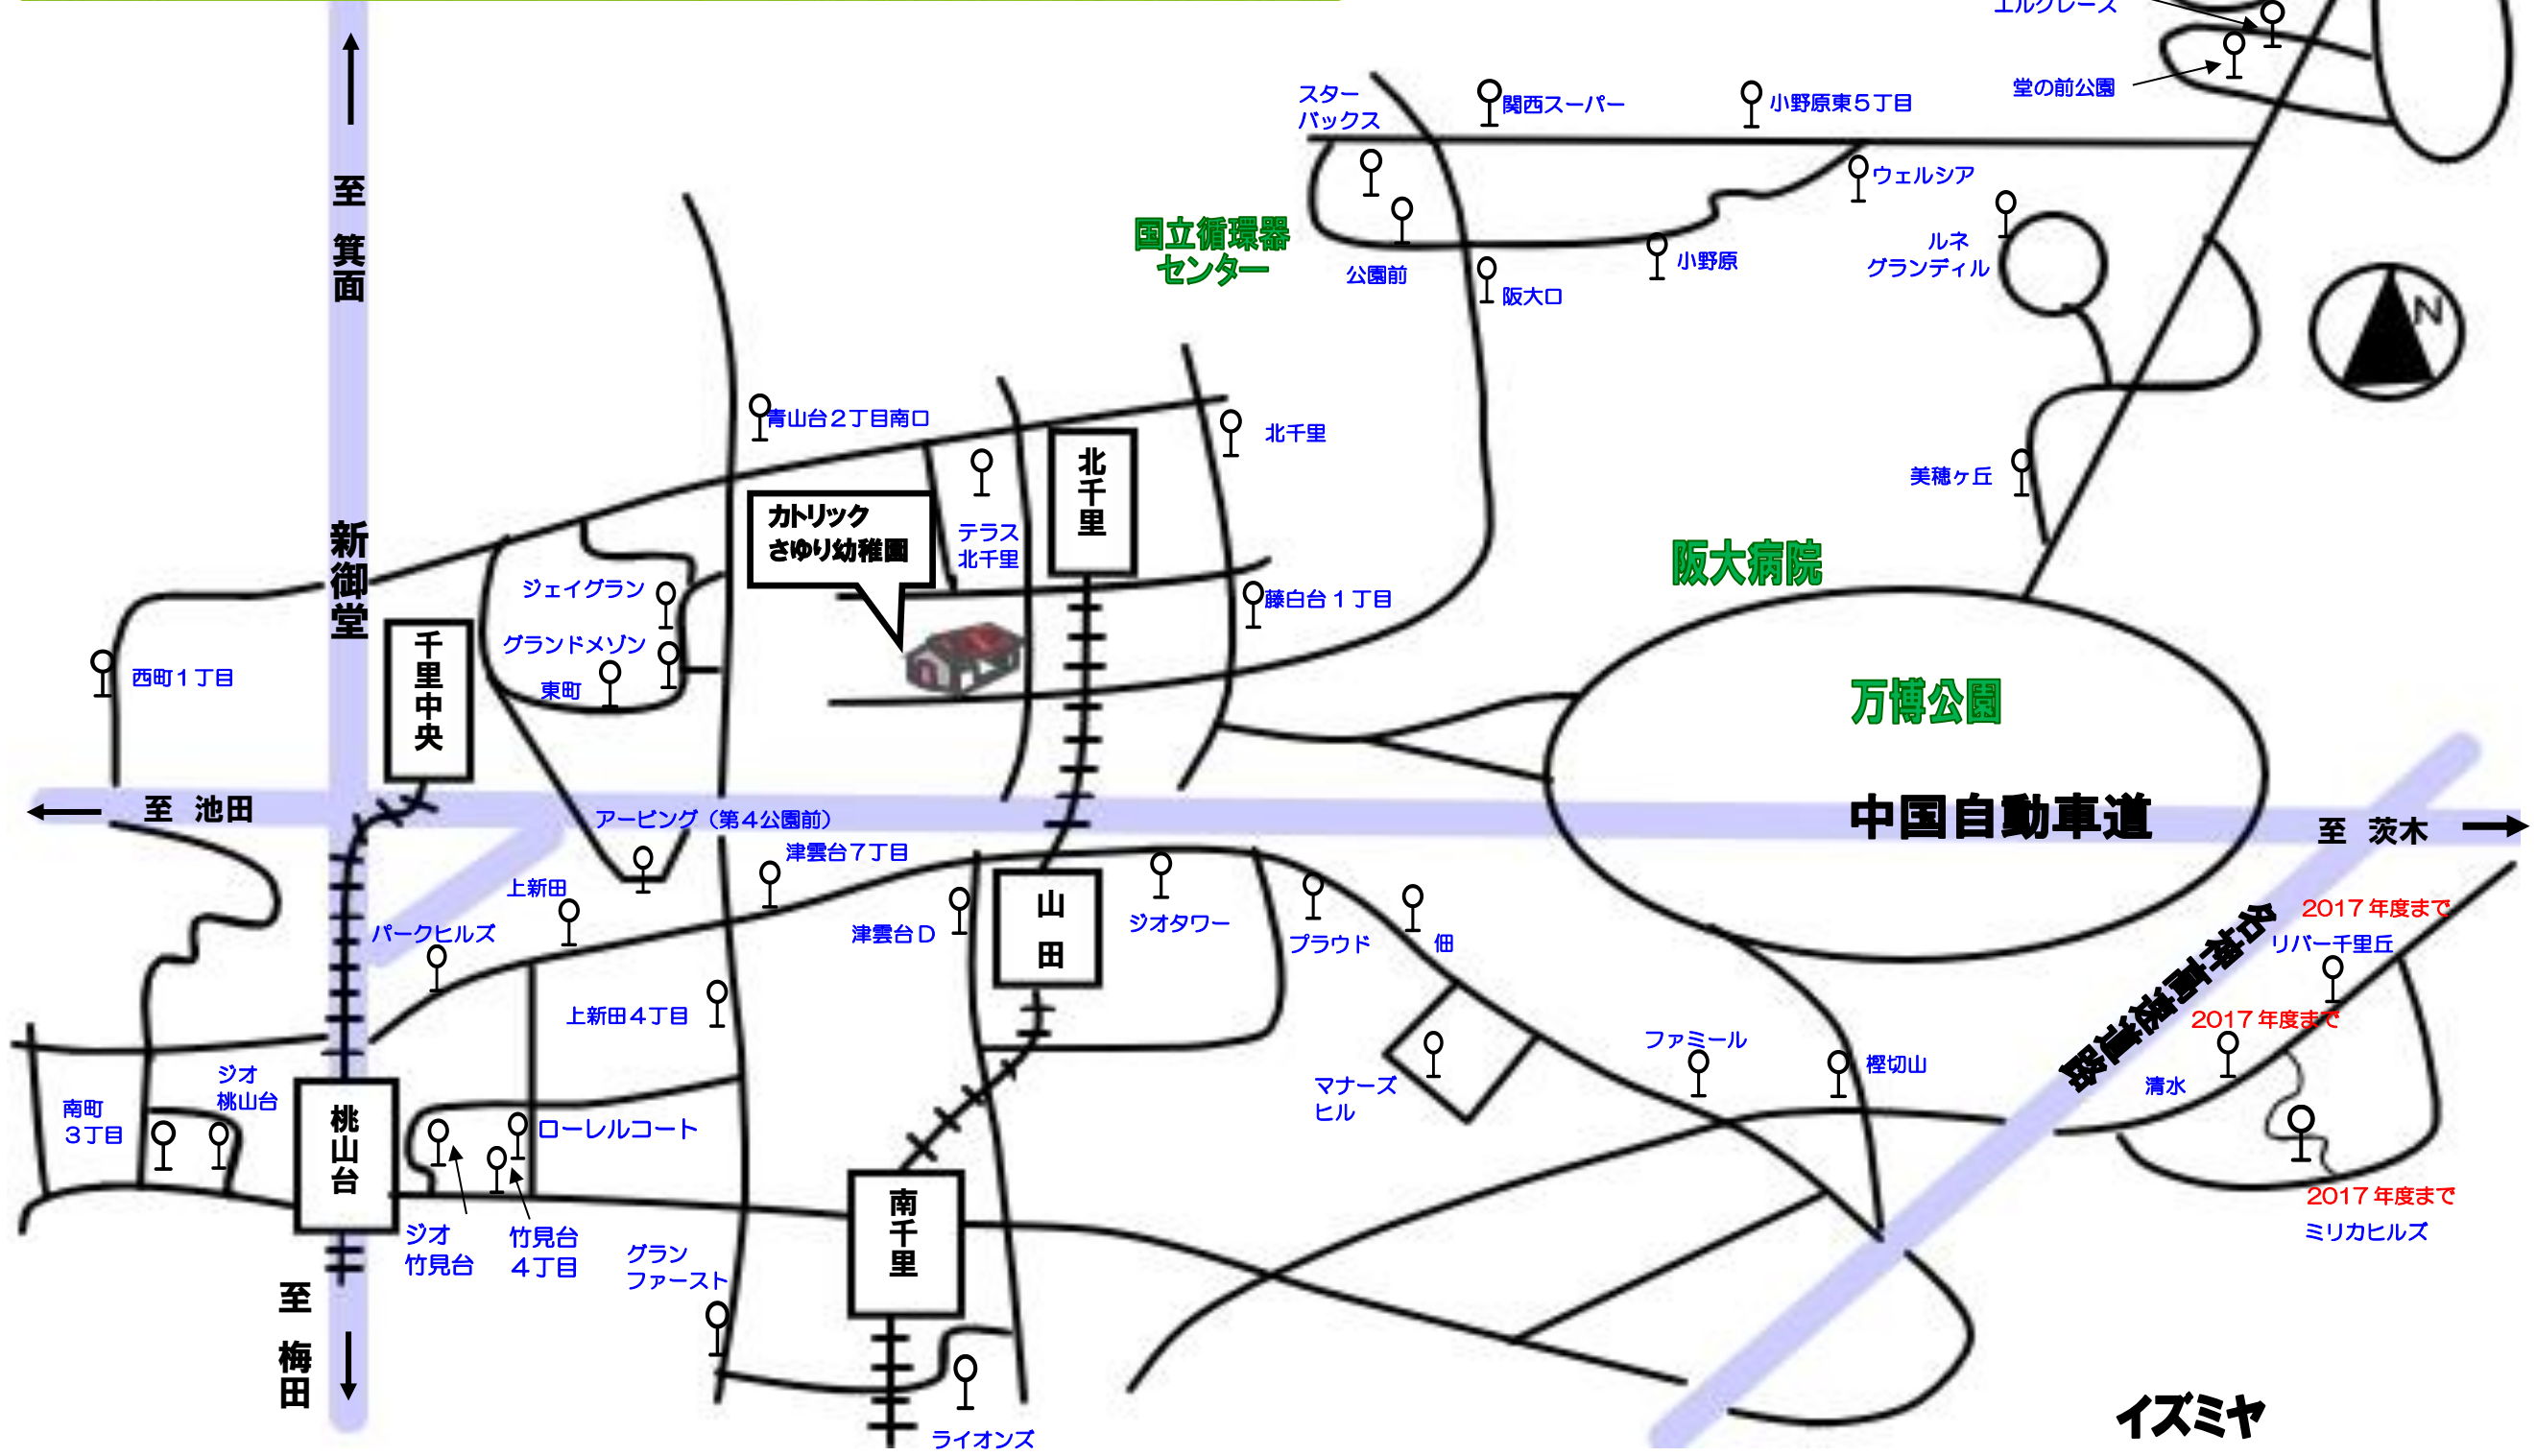 エルグレース
堂の前公園
スター
バックス
関西スーパー
小野原東５丁目
ウェルシア
国立循環器
センター
公園前
阪大口
小野原
ルネ
グランディル
N
至 箕面
青山台２丁目南口
北千里
北千里
美穂ヶ丘
カトリック
さゆり幼稚園
テラス
北千里
新御堂
阪大病院
ジェイグラン
藤白台１丁目
グランドメゾン
東町
西町１丁目
千里中央
万博公園
至 池田
アービング（第４公園前）
中国自動車道
至 茨木
津雲台７丁目
上新田
パークヒルズ
津雲台Ｄ
山田
ジオタワー
プラウド
佃
2017 年度まで
リバー千里丘
名神高速道路
上新田４丁目
2017 年度まで
ファミール
樫切山
清水
マナーズ
ヒル
ジオ
桃山台
南町
３丁目
桃山台
ローレルコート
南千里
2017 年度まで
ミリカヒルズ
ジオ
竹見台
竹見台
４丁目
グラン
ファースト
至 梅田
イズミヤ
ライオンズ